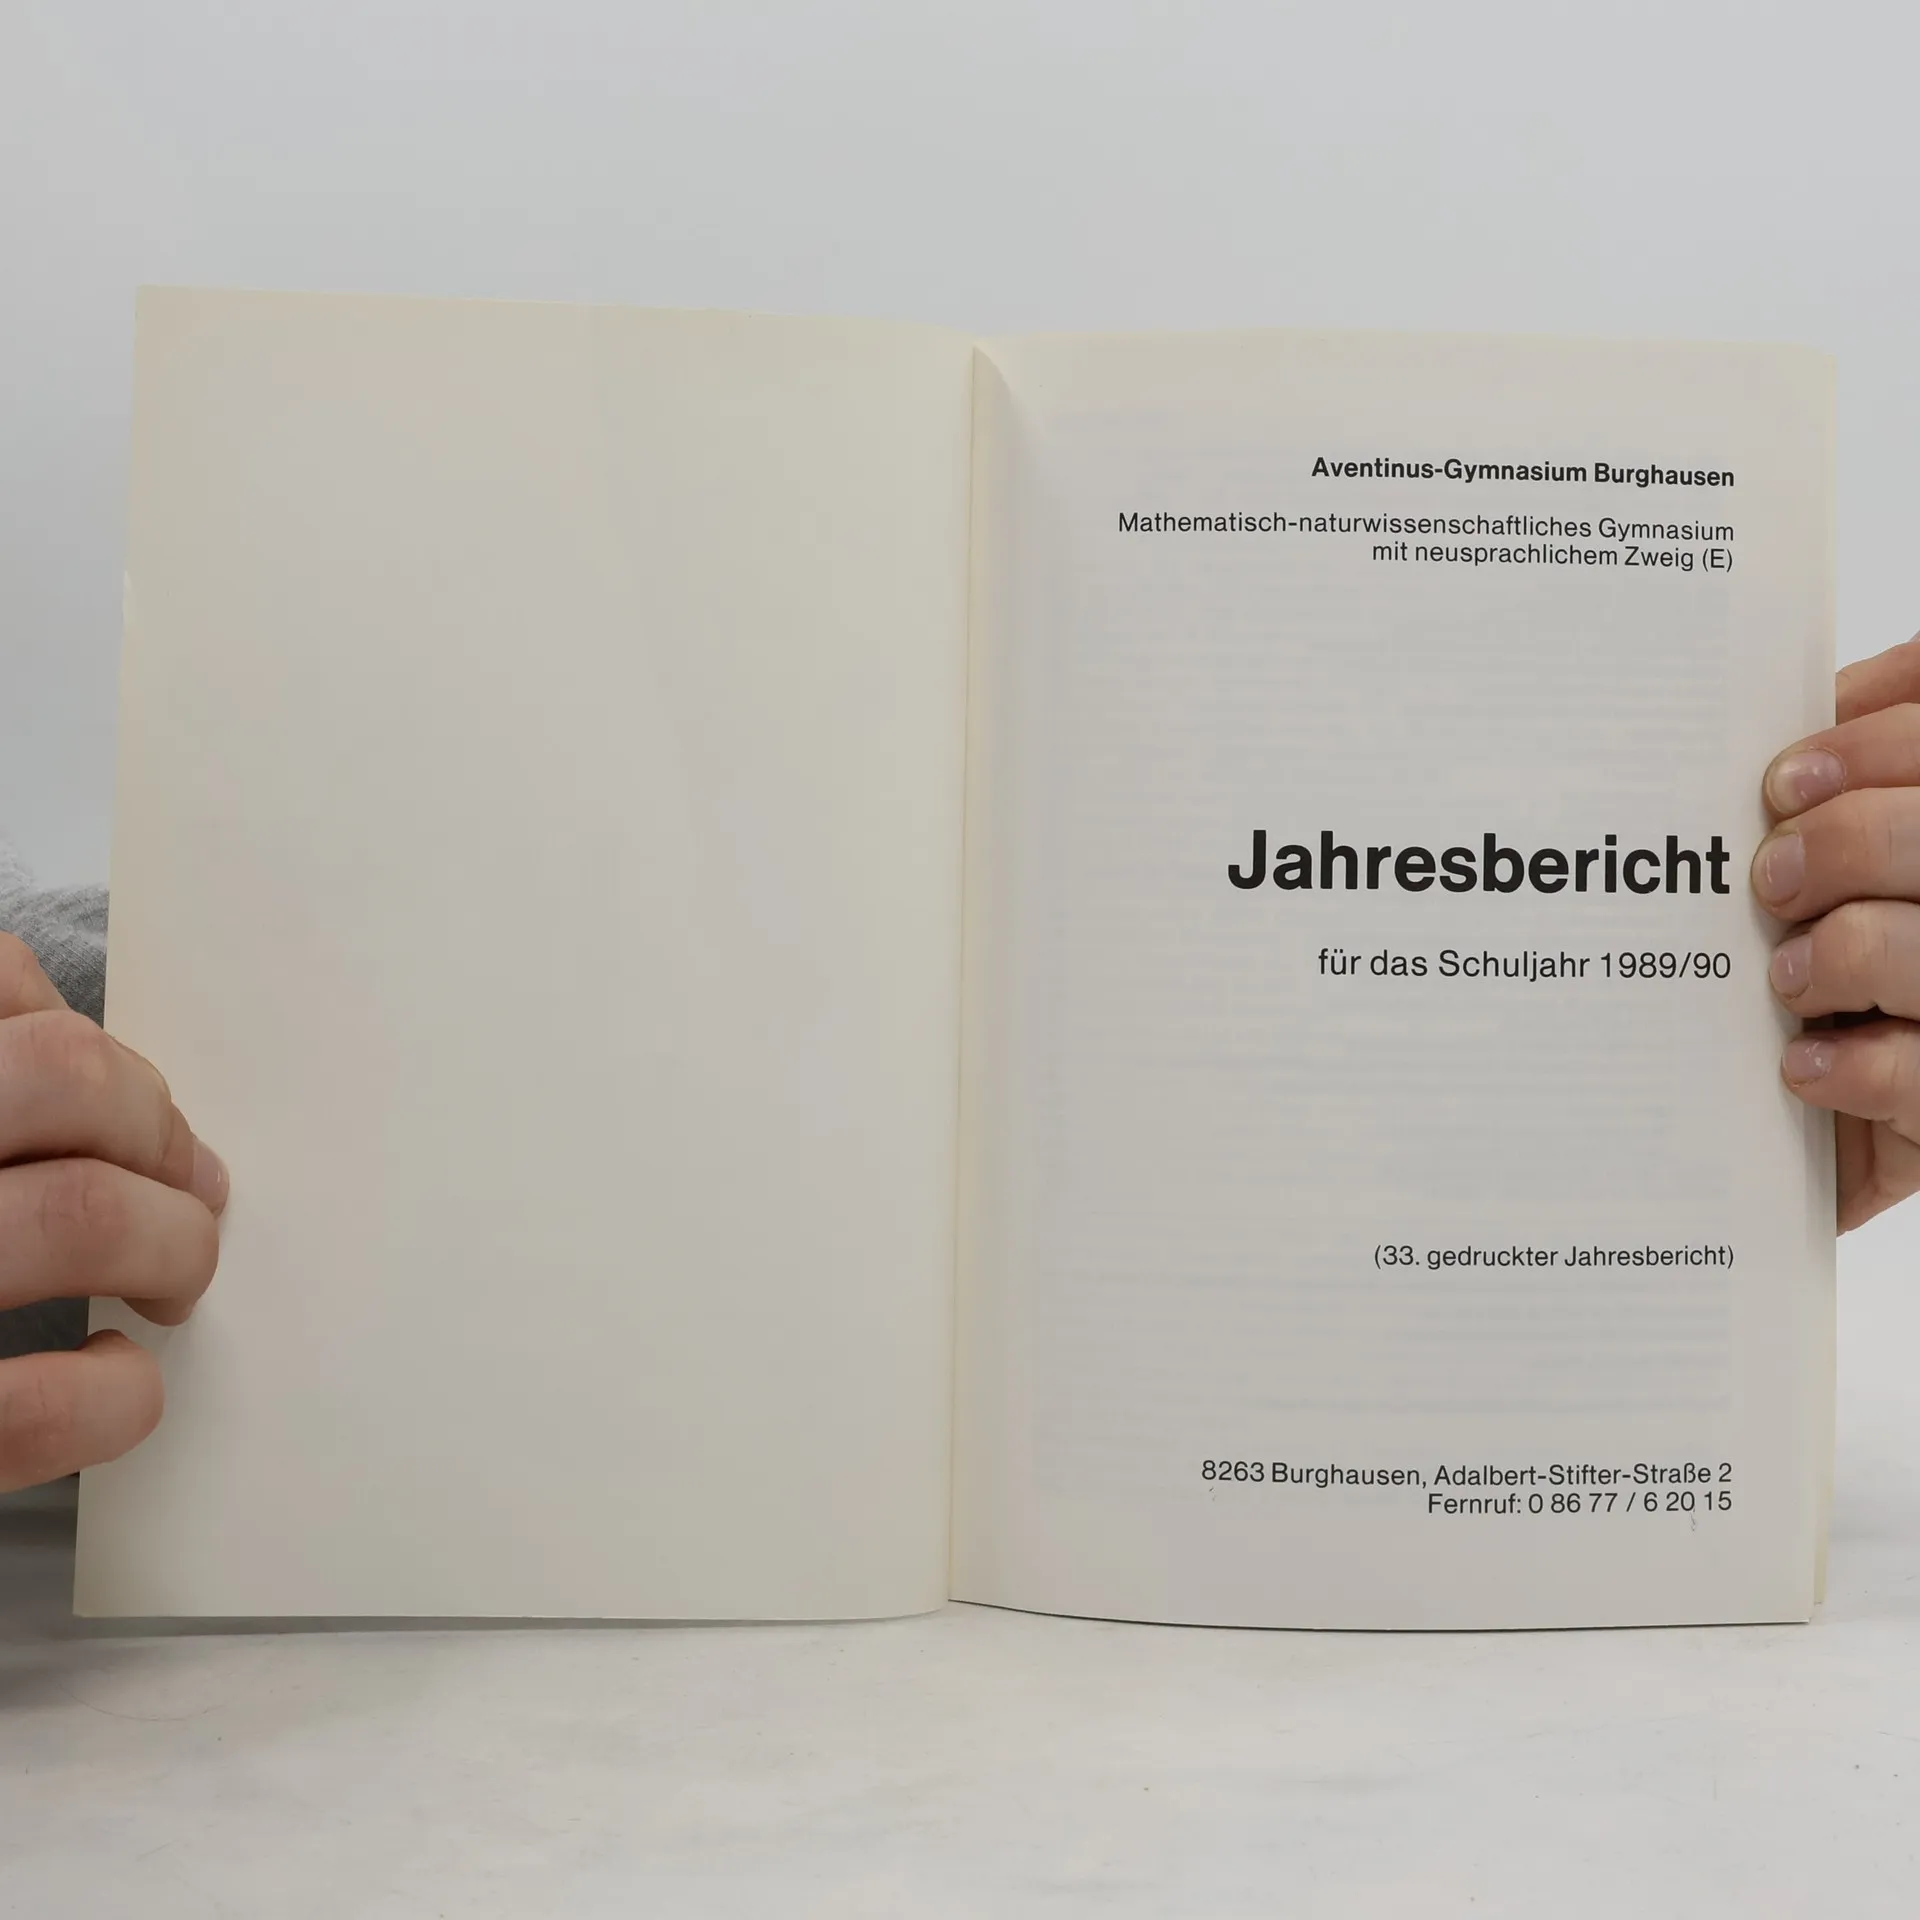 Aventinus-Gymnasium Burghausen
Mathematisch-naturwissenschaftliches Gymnasium
mit neusprachlichem Zweig (E)
Jahresbericht
für das Schuljahr 1989/90
(33. gedruckter Jahresbericht)
8263 Burghausen, Adalbert-Stifter-Straße 2
Fernruf: 0 86 77 / 6 20 15